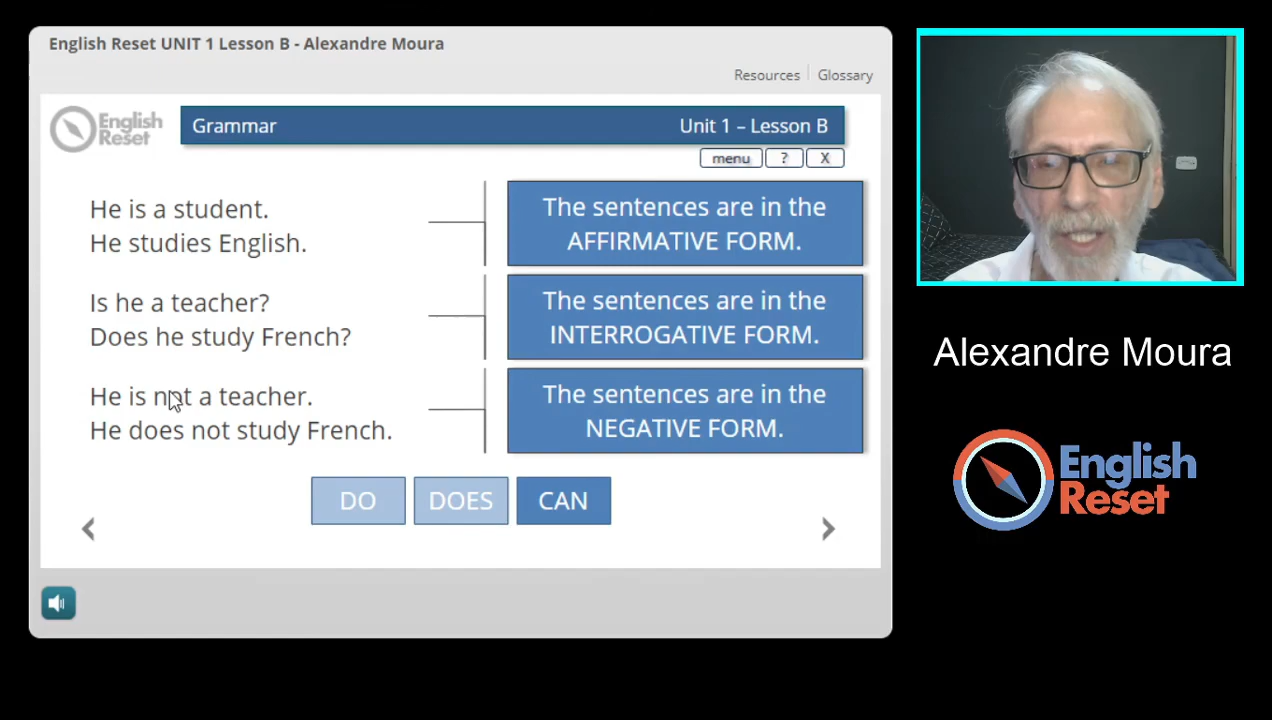 English Reset UNIT 1 Lesson B - Alexandre Moura
Resources
Glossary
English
Reset
Grammar
Unit 1 – Lesson B
menu
?
X
He is a student.
He studies English.
The sentences are in the
AFFIRMATIVE FORM.
Is he a teacher?
Does he study French?
The sentences are in the
INTERROGATIVE FORM.
He is not a teacher.
He does not study French.
The sentences are in the
NEGATIVE FORM.
DO
DOES
CAN
Alexandre Moura
English
Reset